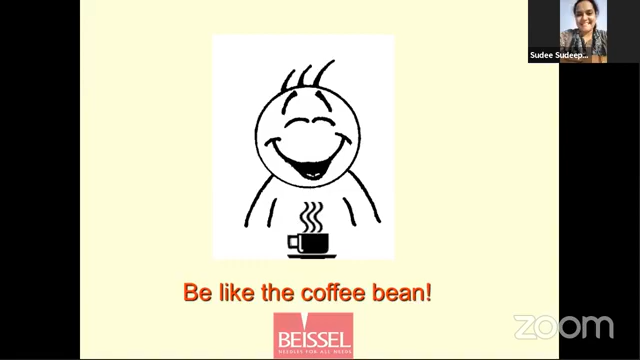 Sudee Sudeep...
Be like the coffee bean!
BEISSEL
NEEDLES FOR ALL NEEDS
zoom